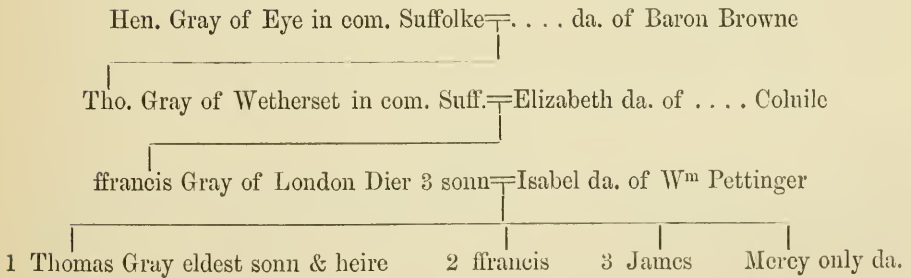 Hen. Gray of Eye in com. Suffolke=. . . . da. of Baron Browne
Tho. Gray of Wetherset in com. Suff.=Elizabeth da. of . . . . Coluile
ffrancis Gray of London Dier 3 sonn=Isabel da. of Wᵐ Pettinger
1 Thomas Gray eldest sonn & heire 2 ffrancis 3 James Mercy only da.